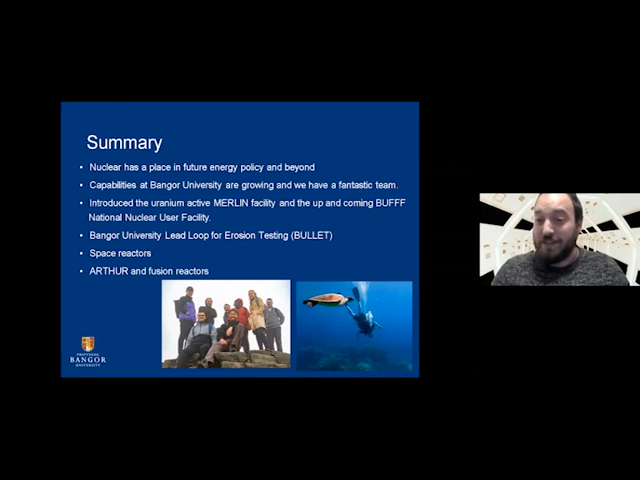 Summary
• Nuclear has a place in future energy policy and beyond
• Capabilities at Bangor University are growing and we have a fantastic team.
• Introduced the uranium active MERLIN facility and the up and coming BUFFF
National Nuclear User Facility.
• Bangor University Lead Loop for Erosion Testing (BULLET)
• Space reactors
• ARTHUR and fusion reactors
PRIFYSGOL
BANGOR
UNIVERSITY